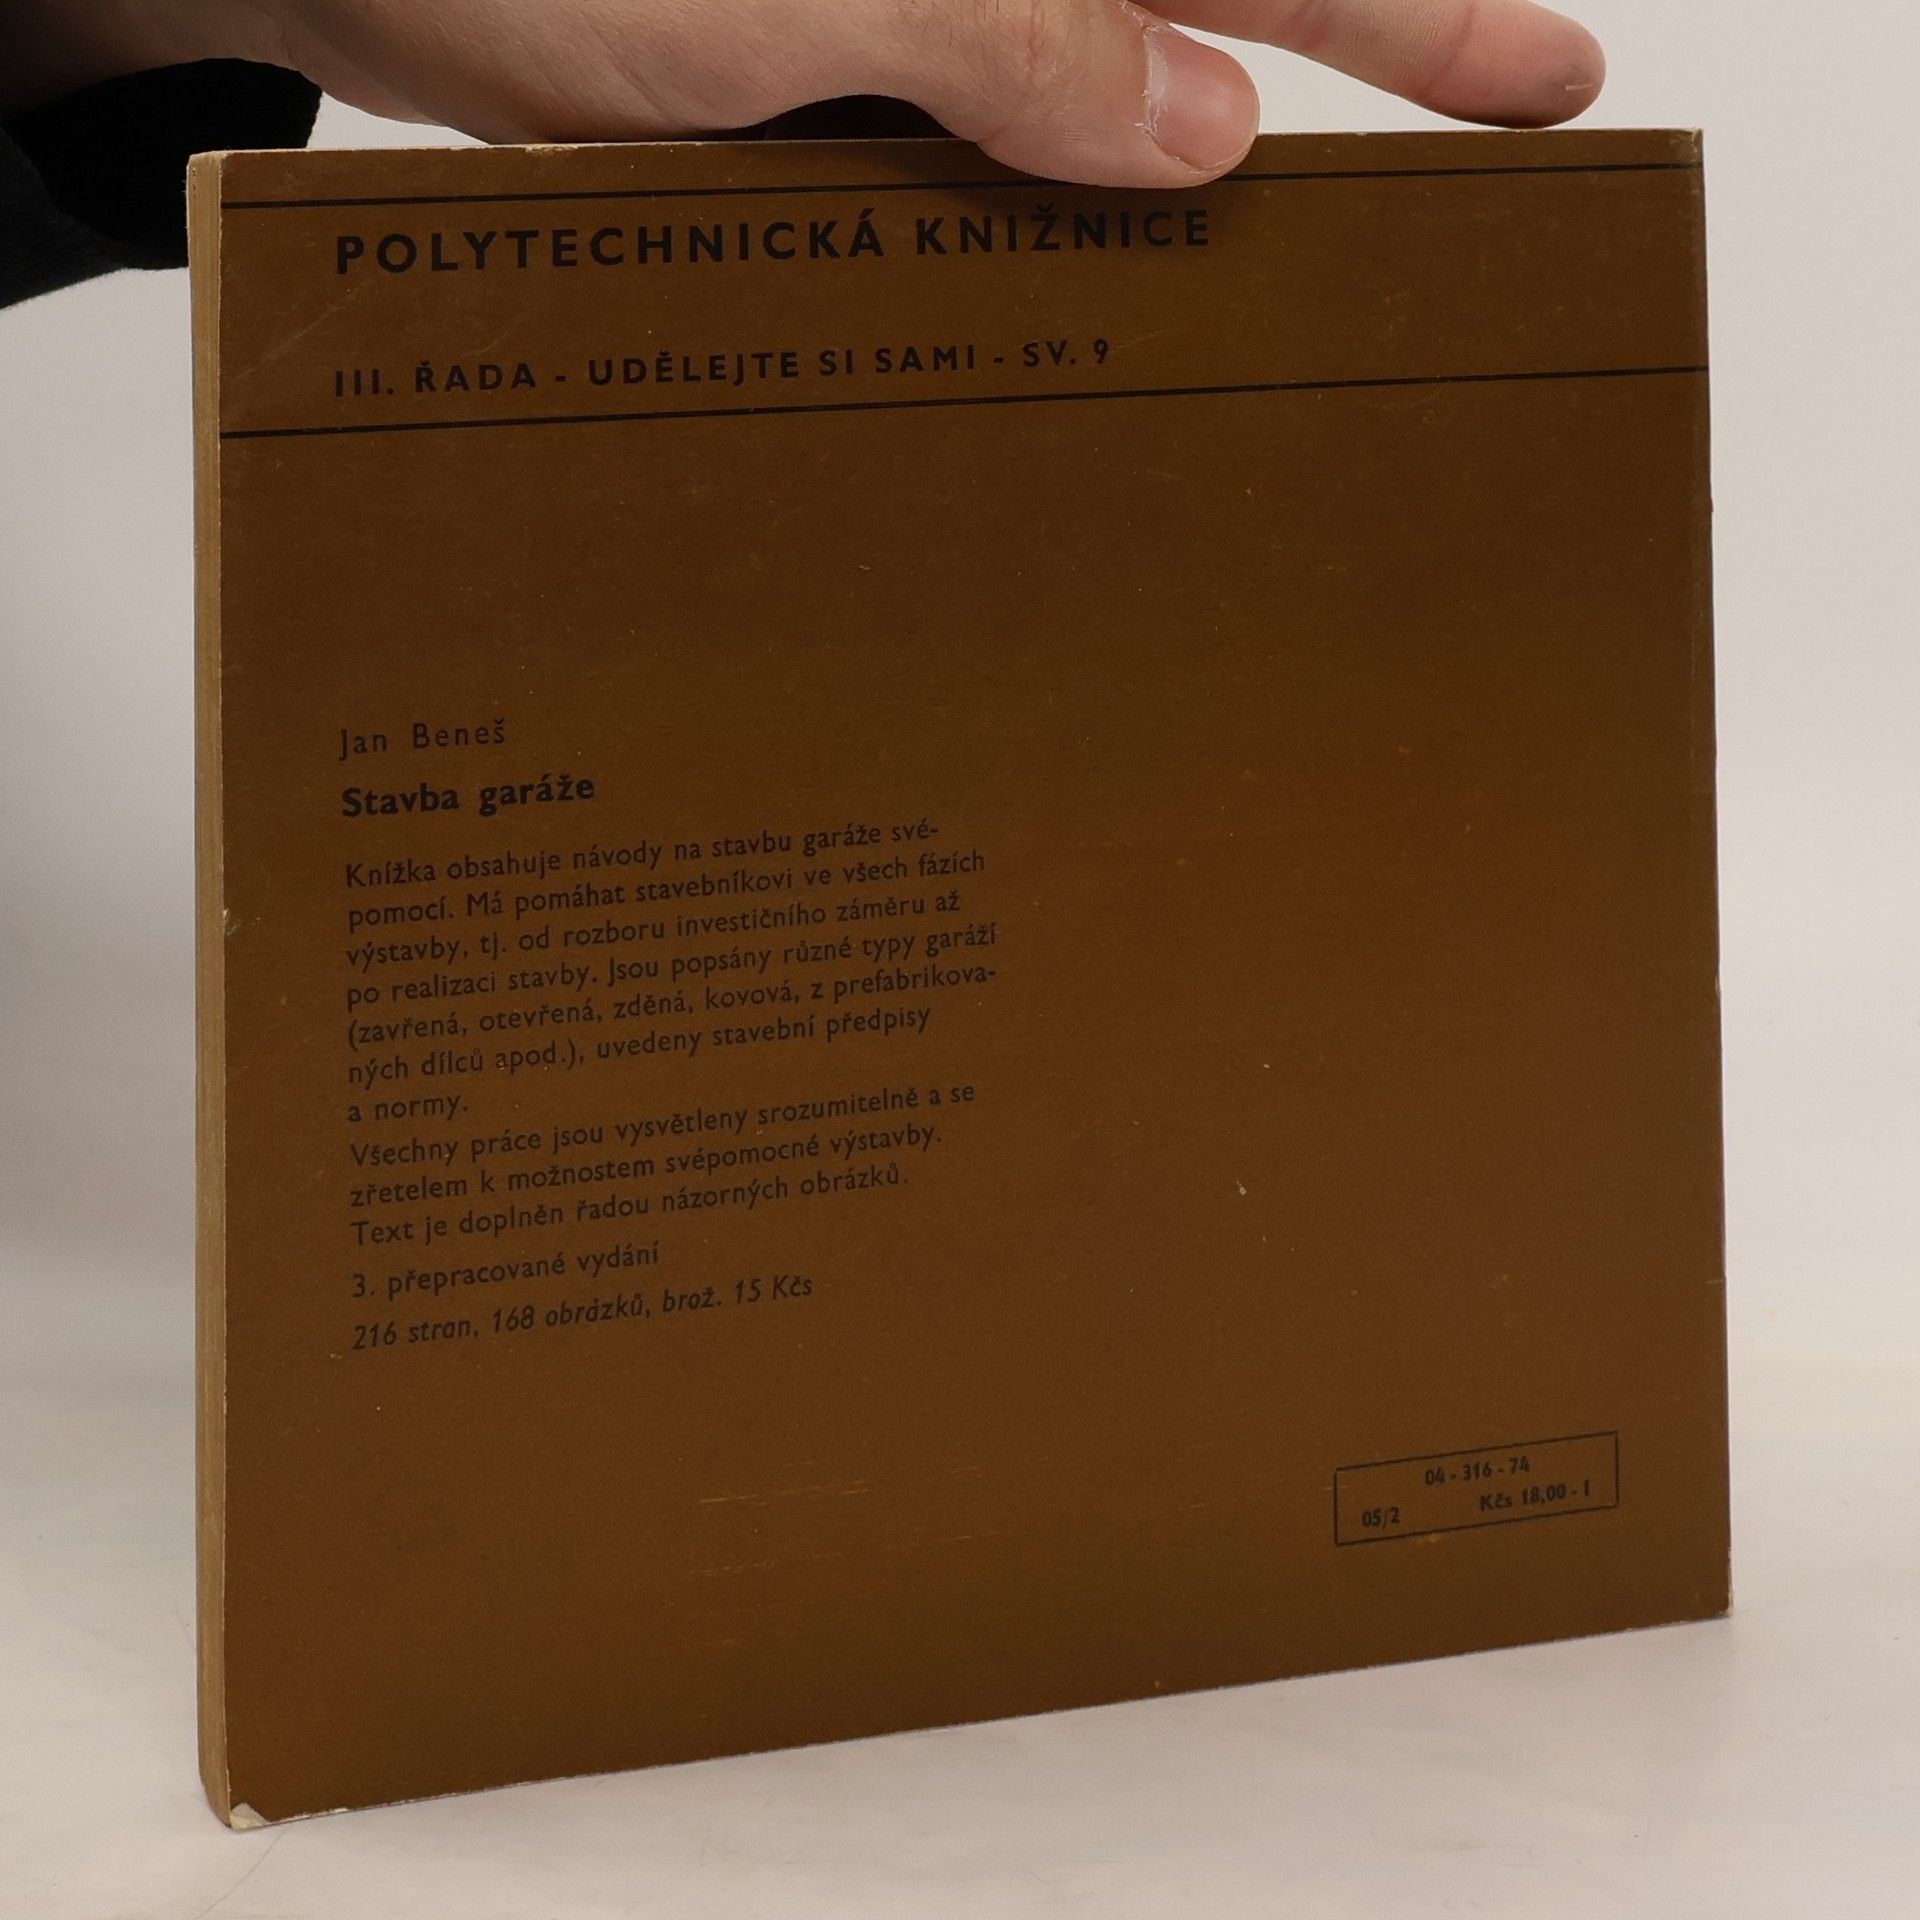 POLYTECHNICKÁ KNIŽNICE
III. ŘADA - UDĚLEJTE SI SAMI - SV. 9
Jan Beneš
Stavba garáže
Knížka obsahuje návody na stavbu garáže své-
pomocí. Má pomáhat stavebníkovi ve všech fázích
výstavby, tj. od rozboru investičního záměru až
po realizaci stavby. Jsou popsány různé typy garáží
(zavřená, otevřená, zděná, kovová, z prefabrikova-
ných dílců apod.), uvedeny stavební předpisy
a normy.
Všechny práce jsou vysvětleny srozumitelně a se
zřetelem k možnostem svépomocné výstavby.
Text je doplněn řadou názorných obrázků.
3. přepracované vydání
216 stran, 168 obrázků, brož. 15 Kčs
04 - 316 - 74
05/2 Kčs 18,00 - I